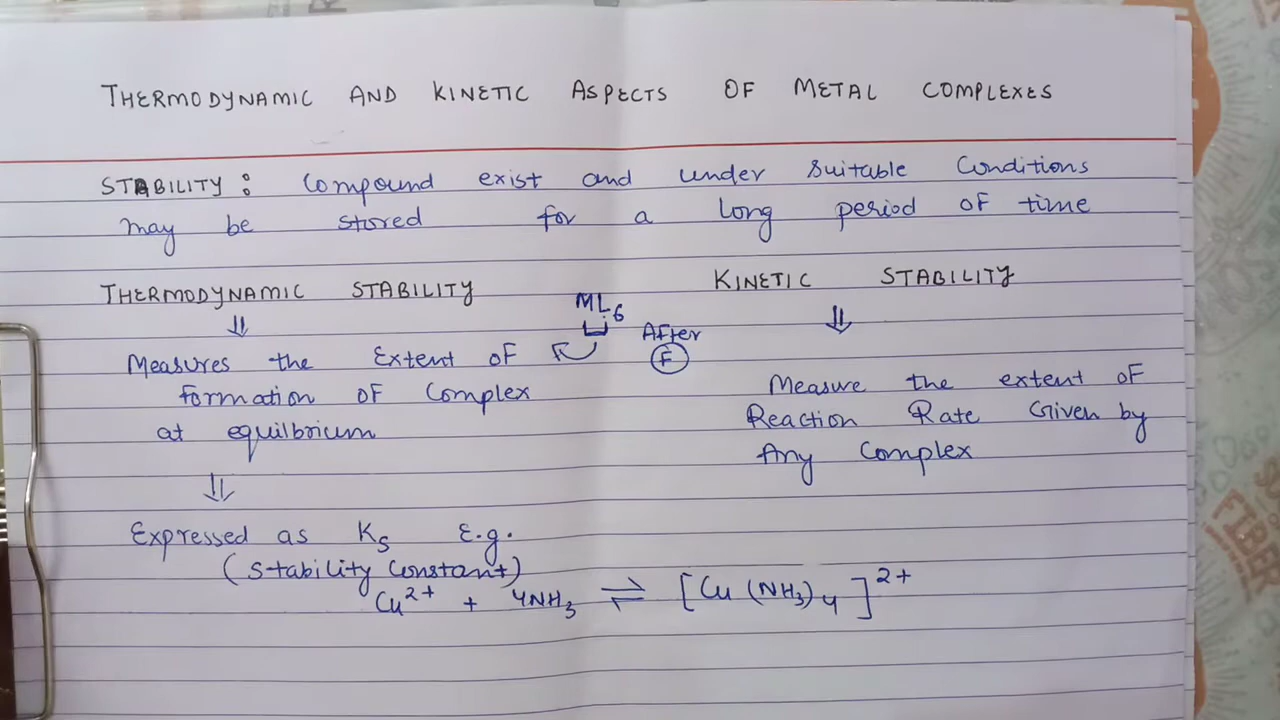 THERMODYNAMIC AND KINETIC ASPECTS OF METAL COMPLEXES
STABILITY : Compound exist and under suitable Conditions
may be stored for a long period of time
THERMODYNAMIC STABILITY
ML6
After
F
Measures the Extent of
formation of Complex
at equilbrium
Expressed as Ks E.g.
(Stability Constant)
Cu2+ + 4NH3 ⇌ [Cu (NH3)4]2+
KINETIC STABILITY
Measure the extent of
Reaction Rate Given by
Any Complex
FIBER